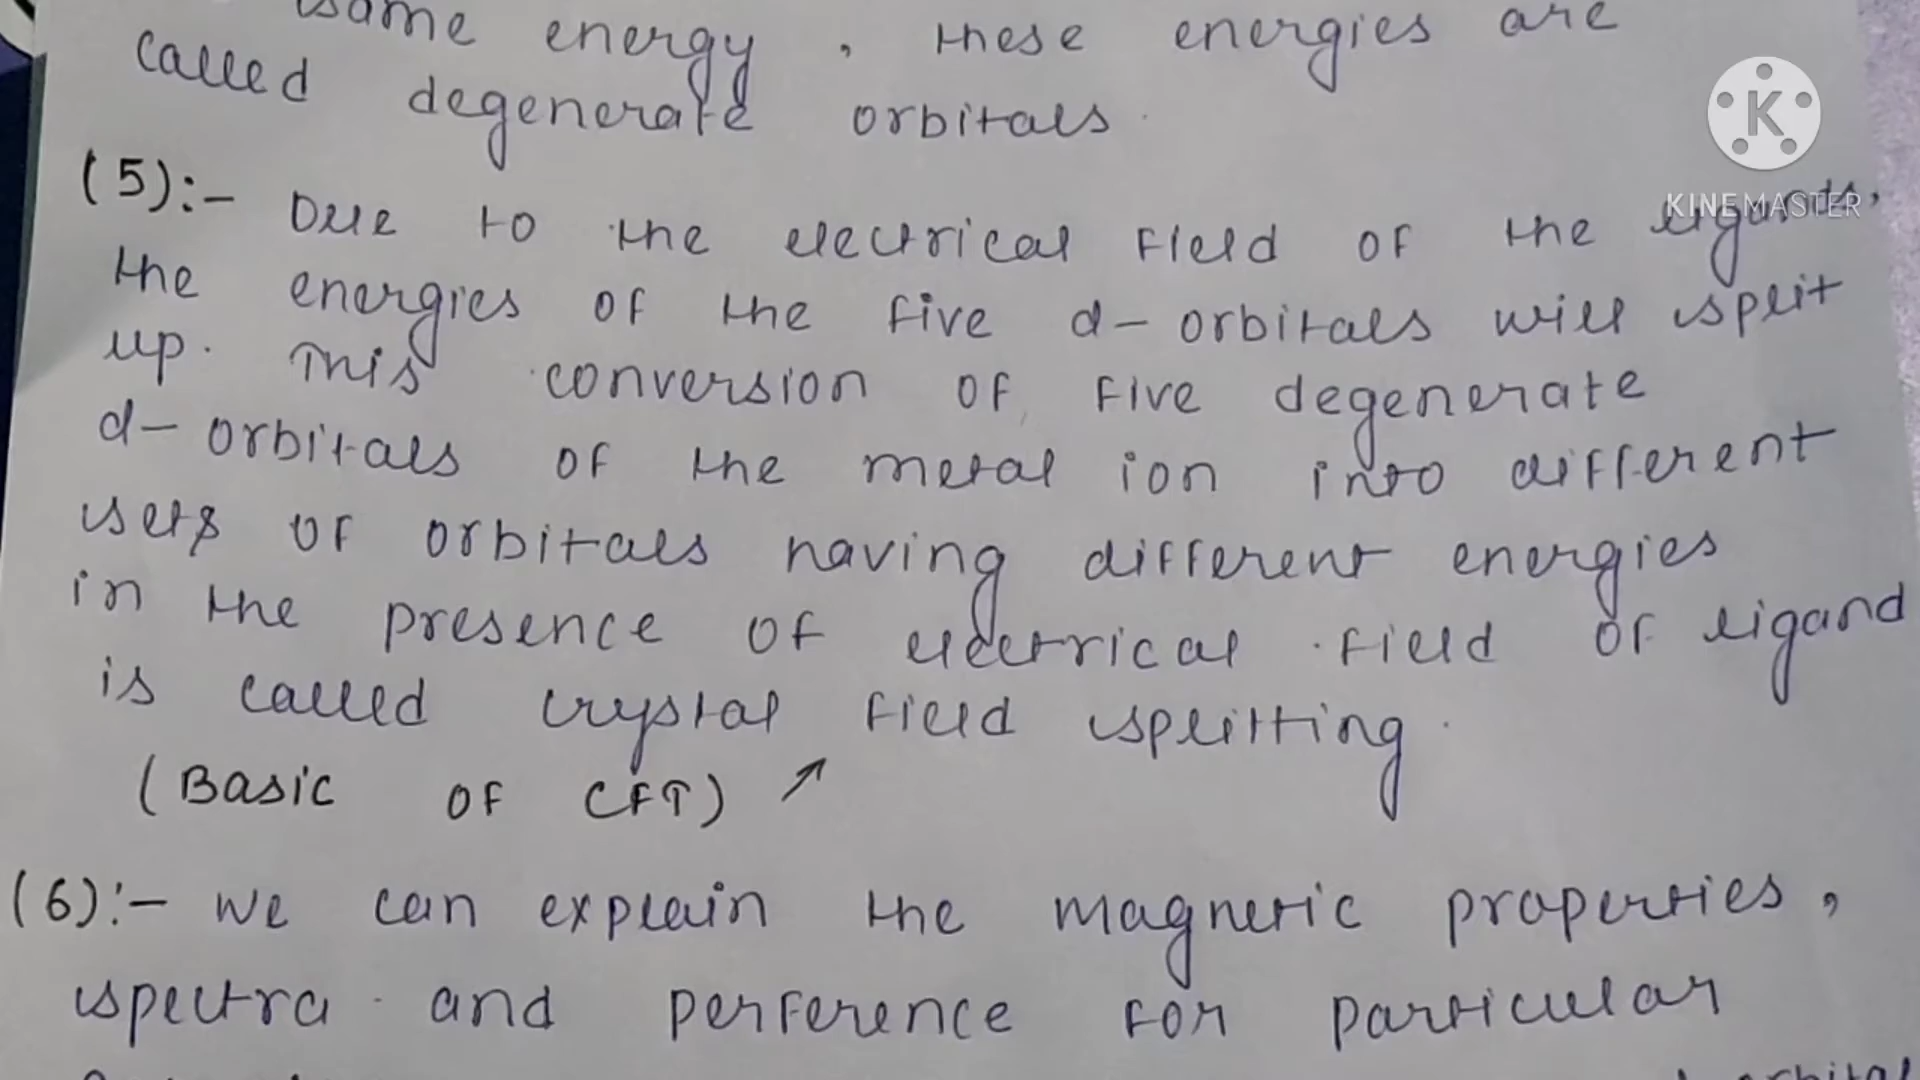 same energy, these energies are
called degenerate orbitals.
(5):- Due to the electrical field of the ligands,
the energies of the five d-orbitals will split
up. This conversion of five degenerate
d-orbitals of the metal ion into different
sets of orbitals having different energies
in the presence of electrical field of ligand
is called crystal field splitting.
(Basic of CFT) ↗
(6):- We can explain the magnetic properties,
spectra and perference for particular
orbital
K
KINEMASTER